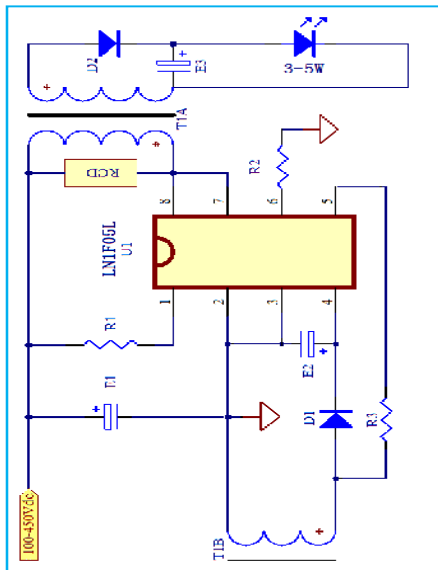 D2
E3
3-5W
T1A
RCD
R2
8
7
6
5
LN1F05L
U1
1
2
3
4
R1
E2
E1
D1
R3
100-450Vdc
T1B